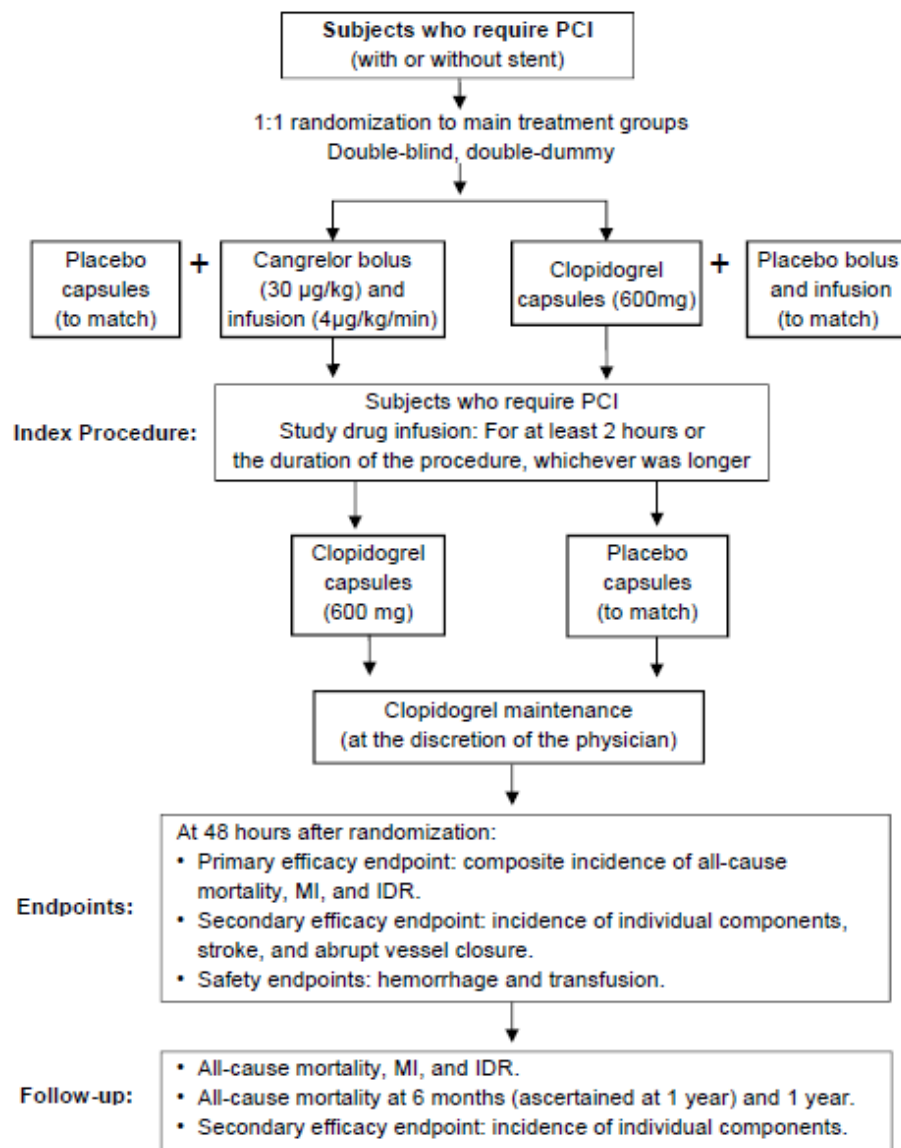 Subjects who require PCI
(with or without stent)
1:1 randomization to main treatment groups
Double-blind, double-dummy
Placebo
capsules
(to match)
+
Cangrelor bolus
(30 µg/kg) and
infusion (4µg/kg/min)
Clopidogrel
capsules (600mg)
+
Placebo bolus
and infusion
(to match)
Index Procedure:
Subjects who require PCI
Study drug infusion: For at least 2 hours or
the duration of the procedure, whichever was longer
Clopidogrel
capsules
(600 mg)
Placebo
capsules
(to match)
Clopidogrel maintenance
(at the discretion of the physician)
Endpoints:
At 48 hours after randomization:
• Primary efficacy endpoint: composite incidence of all-cause
mortality, MI, and IDR.
• Secondary efficacy endpoint: incidence of individual components,
stroke, and abrupt vessel closure.
• Safety endpoints: hemorrhage and transfusion.
Follow-up:
• All-cause mortality, MI, and IDR.
• All-cause mortality at 6 months (ascertained at 1 year) and 1 year.
• Secondary efficacy endpoint: incidence of individual components.